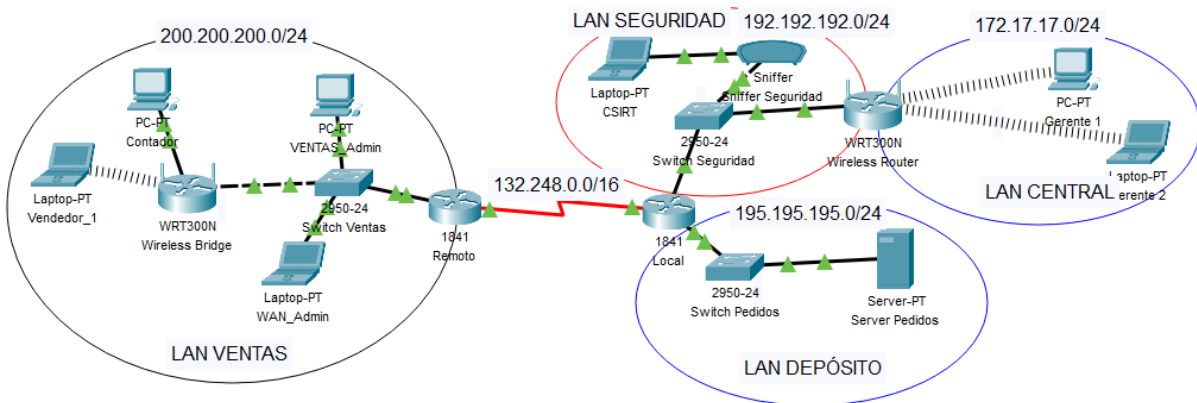 LAN SEGURIDAD
192.192.192.0/24
172.17.17.0/24
200.200.200.0/24
PC-PT
Contador
PC-PT
VENTAS_Admin
Laptop-PT
Vendedor_1
WRT300N
Wireless Bridge
2950-24
Switch Ventas
Laptop-PT
WAN_Admin
1841
Remoto
LAN VENTAS
132.248.0.0/16
Laptop-PT
CSIRT
Sniffer
Sniffer Seguridad
2950-24
Switch Seguridad
WRT300N
Wireless Router
PC-PT
Gerente 1
Laptop-PT
erente 2
LAN CENTRAL
1841
Local
195.195.195.0/24
2950-24
Switch Pedidos
Server-PT
Server Pedidos
LAN DEPÓSITO